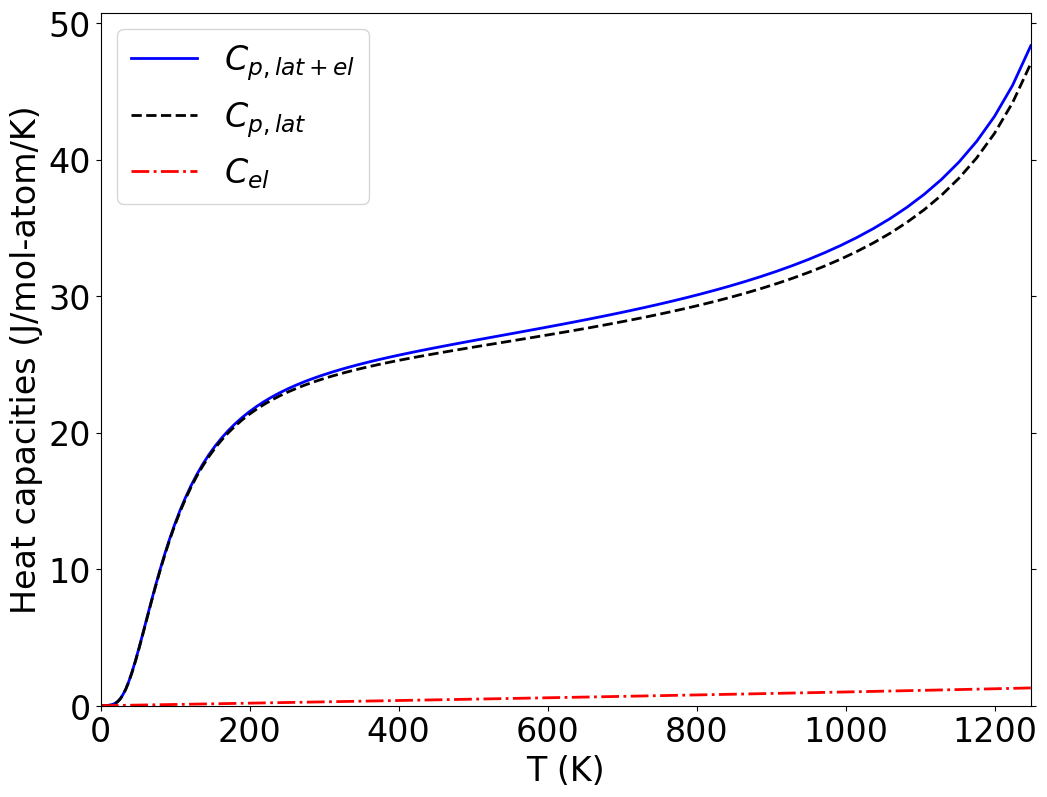 50
40
30
20
10
0
Heat capacities (J/mol-atom/K)
C_{p, lat + el}
C_{p, lat}
C_{el}
0 200 400 600 800 1000 1200
T (K)